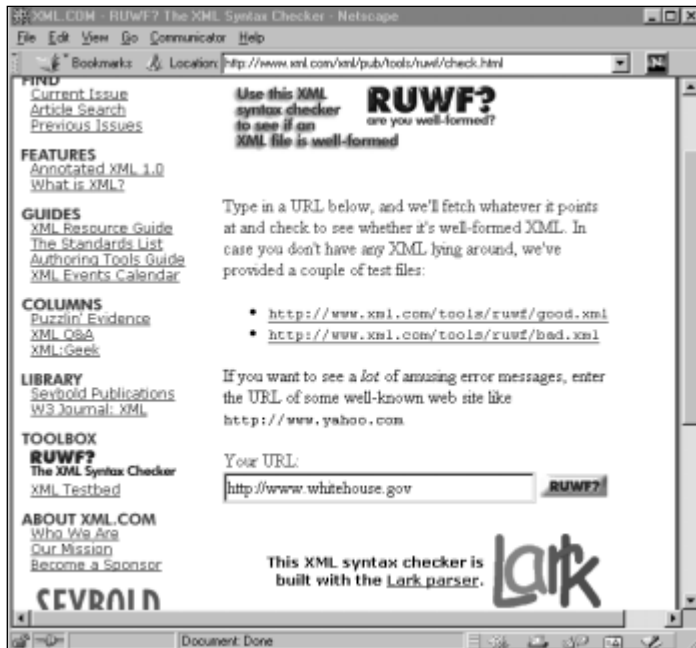 XML.COM - RUWF? The XML Syntax Checker - Netscape
File Edit View Go Communicator Help
Bookmarks Location: http://www.xml.com/xml/pub/tools/ruwf/check.html
FIND
Current Issue
Article Search
Previous Issues
FEATURES
Annotated XML 1.0
What is XML?
GUIDES
XML Resource Guide
The Standards List
Authoring Tools Guide
XML Events Calendar
COLUMNS
Puzzlin' Evidence
XML Q&A
XML:Geek
LIBRARY
Seybold Publications
W3 Journal: XML
TOOLBOX
RUWF?
The XML Syntax Checker
XML Testbed
ABOUT XML.COM
Who We Are
Our Mission
Become a Sponsor
SEYBOLD
Use this XML
syntax checker
to see if an
XML file is well-formed
RUWF?
are you well-formed?
Type in a URL below, and we'll fetch whatever it points
at and check to see whether it's well-formed XML. In
case you don't have any XML lying around, we've
provided a couple of test files:
• http://www.xml.com/tools/ruwf/good.xml
• http://www.xml.com/tools/ruwf/bad.xml
If you want to see a lot of amusing error messages, enter
the URL of some well-known web site like
http://www.yahoo.com
Your URL:
http://www.whitehouse.gov
RUWF?
This XML syntax checker is
built with the Lark parser.
Lark
Document: Done